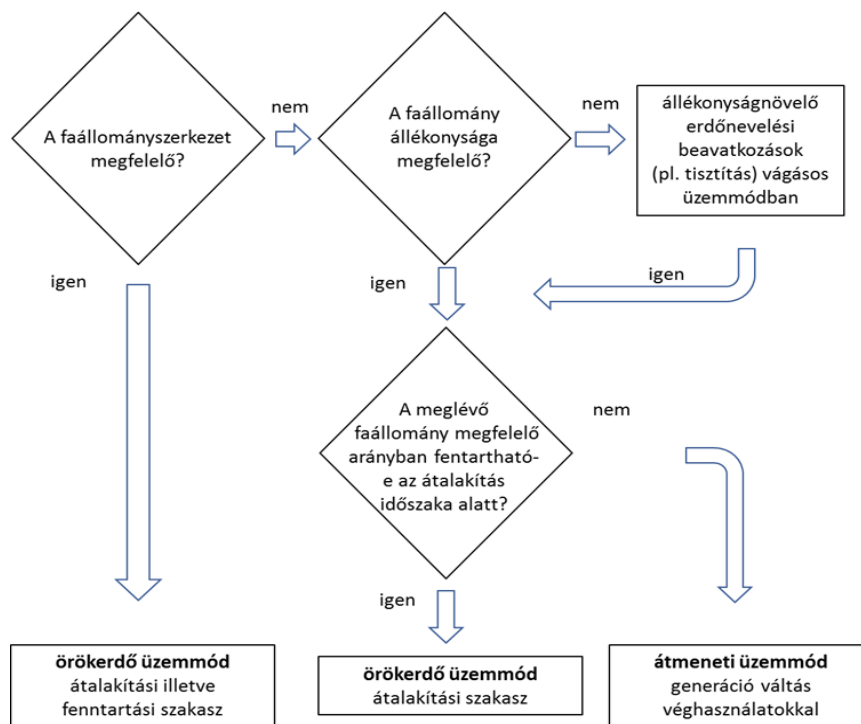 A faállományszerkezet
megfelelő?
nem
A faállomány
állékonysága
megfelelő?
nem
állékonyságnövelő
erdőnevelési
beavatkozások
(pl. tisztítás) vágásos
üzemmódban
igen
igen
igen
A meglévő
faállomány megfelelő
arányban fentartható-
e az átalakítás
időszaka alatt?
nem
igen
örökerdő üzemmód
átalakítási illetve
fenntartási szakasz
örökerdő üzemmód
átalakítási szakasz
átmeneti üzemmód
generáció váltás
véghasználatokkal